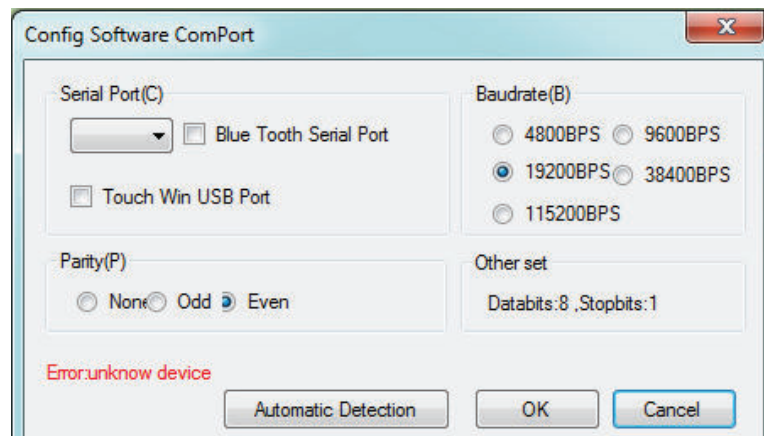 Config Software ComPort
Serial Port(C)
Blue Tooth Serial Port
Touch Win USB Port
Baudrate(B)
4800BPS 9600BPS
19200BPS 38400BPS
115200BPS
Parity(P)
None Odd Even
Other set
Databits:8 ,Stopbits:1
Error:unknow device
Automatic Detection OK Cancel